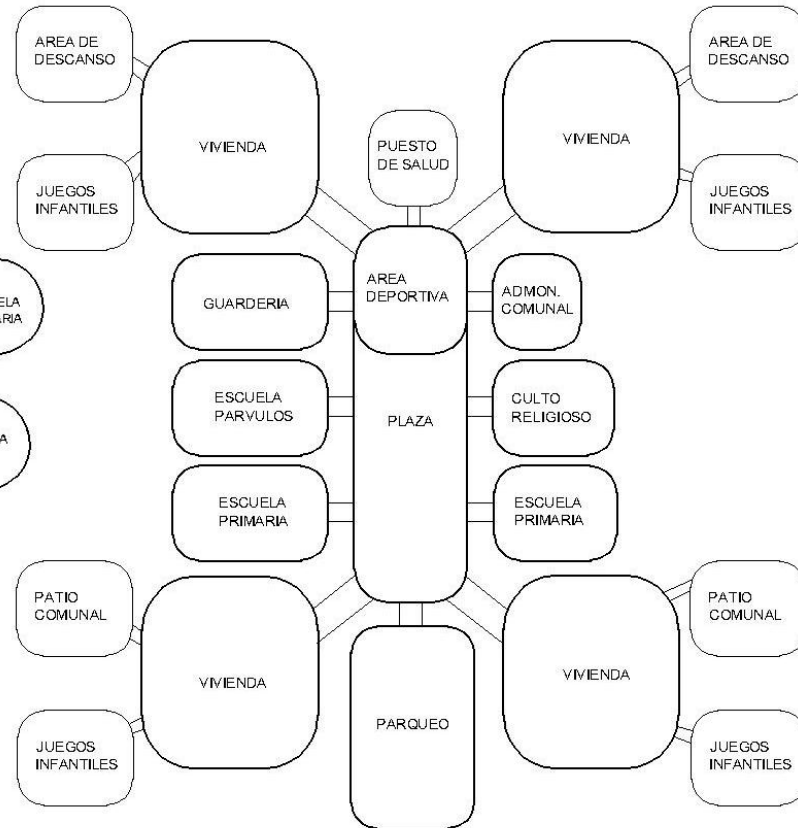 AREA DE
DESCANSO
AREA DE
DESCANSO
VIVIENDA
VIVIENDA
PUESTO
DE SALUD
JUEGOS
INFANTILES
JUEGOS
INFANTILES
AREA
DEPORTIVA
GUARDERIA
ADMON.
COMUNAL
ESCUELA
PARVULOS
PLAZA
CULTO
RELIGIOSO
ESCUELA
PRIMARIA
ESCUELA
PRIMARIA
PATIO
COMUNAL
PATIO
COMUNAL
VIVIENDA
VIVIENDA
PARQUEO
JUEGOS
INFANTILES
JUEGOS
INFANTILES